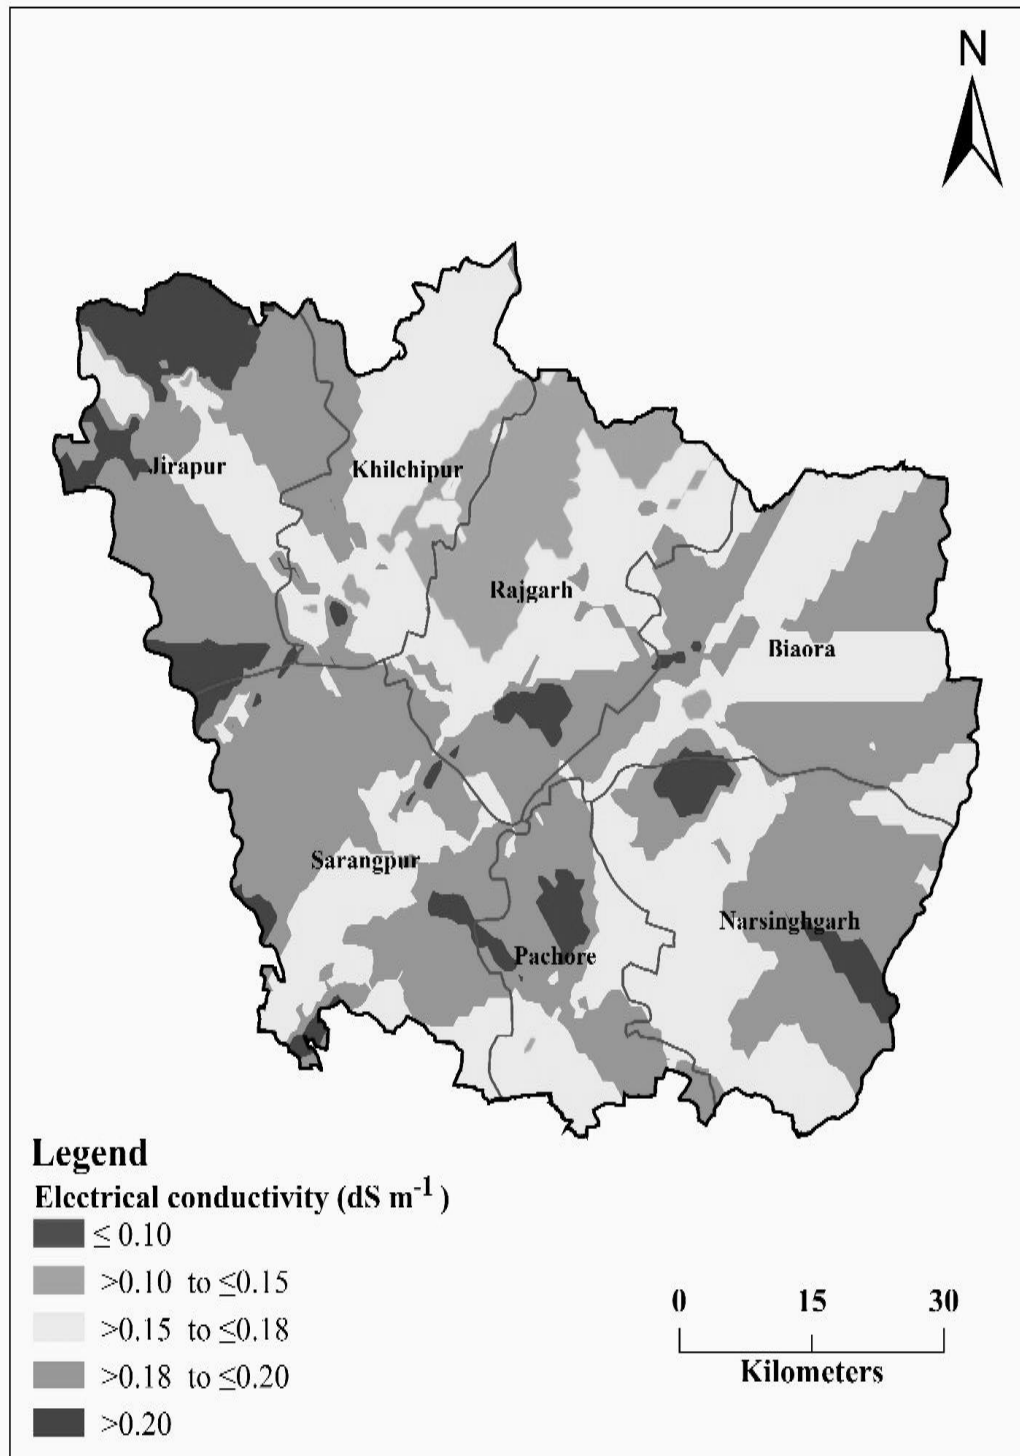 N
Jirapur
Khilchipur
Rajgarh
Biaora
Sarangpur
Narsinghgarh
Pachore
Legend
Electrical conductivity (dS m⁻¹ )
≤ 0.10
>0.10 to ≤0.15
>0.15 to ≤0.18
>0.18 to ≤0.20
>0.20
0 15 30
Kilometers